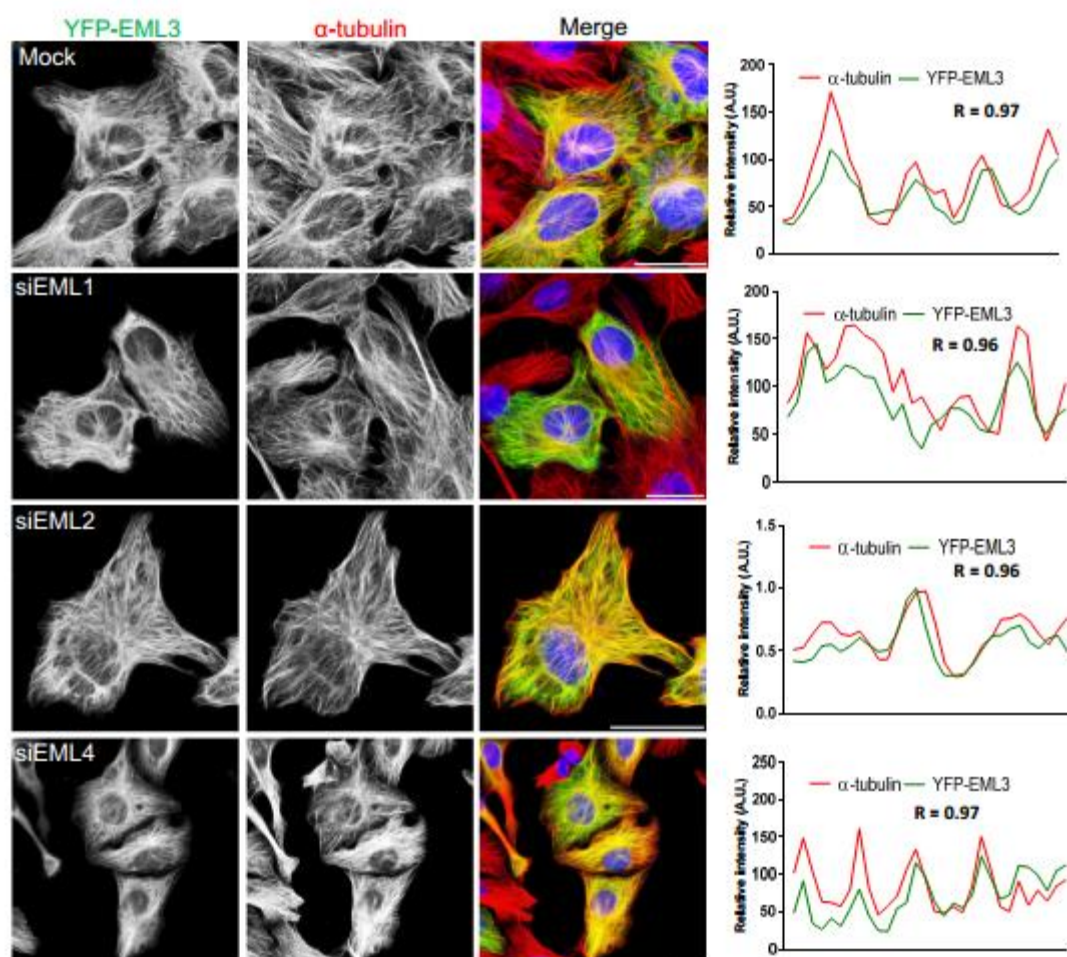 YFP-EML3 α-tubulin Merge
Mock
200
150
100
50
0
Relative intensity (A.U.)
α-tubulin YFP-EML3
R = 0.97
siEML1
200
150
100
50
0
Relative intensity (A.U.)
α-tubulin YFP-EML3
R = 0.96
siEML2
1.5
1.0
0.5
0.0
Relative intensity (A.U.)
α-tubulin YFP-EML3
R = 0.96
siEML4
250
200
150
100
50
0
Relative intensity (A.U.)
α-tubulin YFP-EML3
R = 0.97